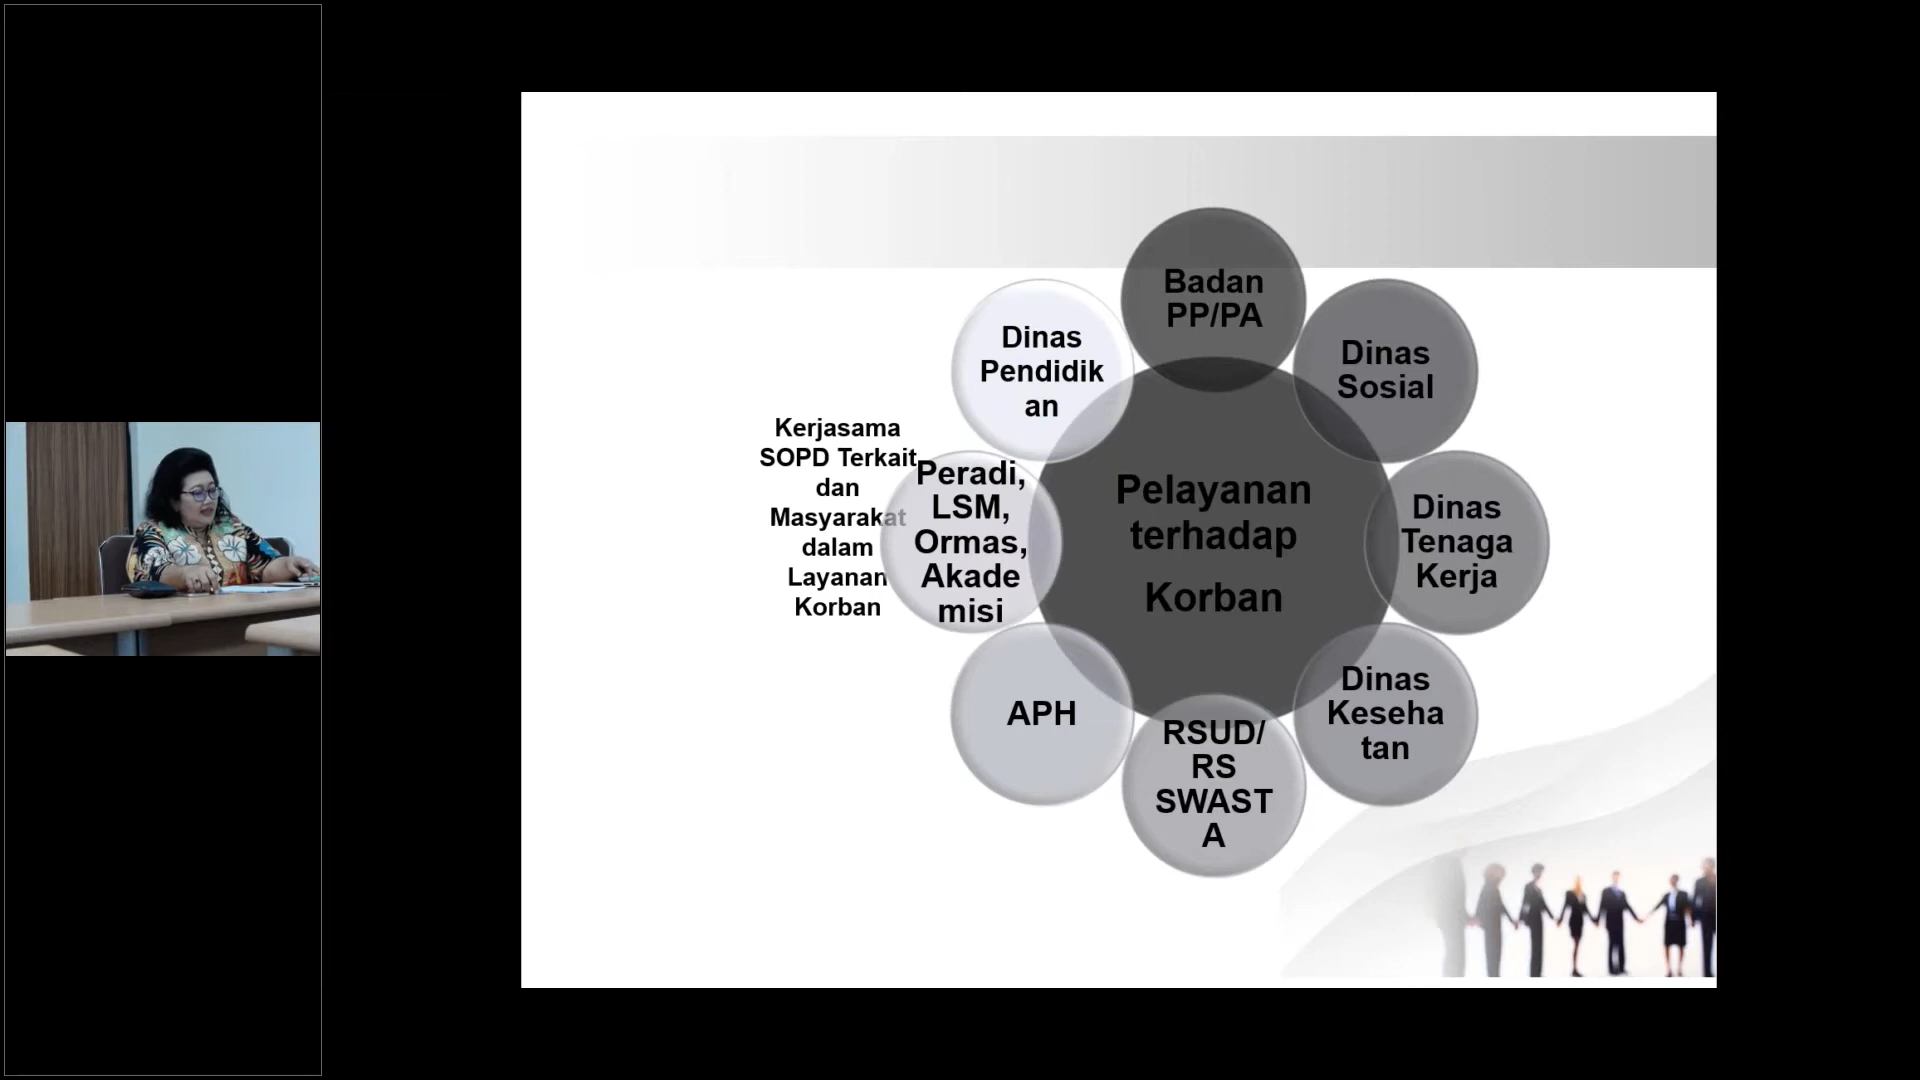 Badan
PP/PA
Dinas
Sosial
Dinas
Tenaga
Kerja
Dinas
Keseha
tan
RSUD/
RS
SWAST
A
APH
Peradi,
LSM,
Ormas,
Akade
misi
Dinas
Pendidik
an
Pelayanan
terhadap
Korban
Kerjasama
SOPD Terkait
dan
Masyarakat
dalam
Layanan
Korban